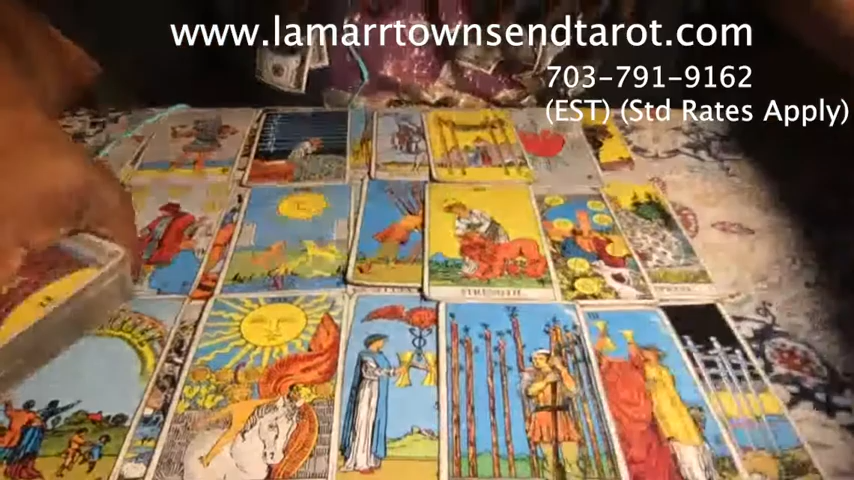 www.lamarrtownsendtarot.com
703-791-9162
(EST) (Std Rates Apply)
STRENGTH